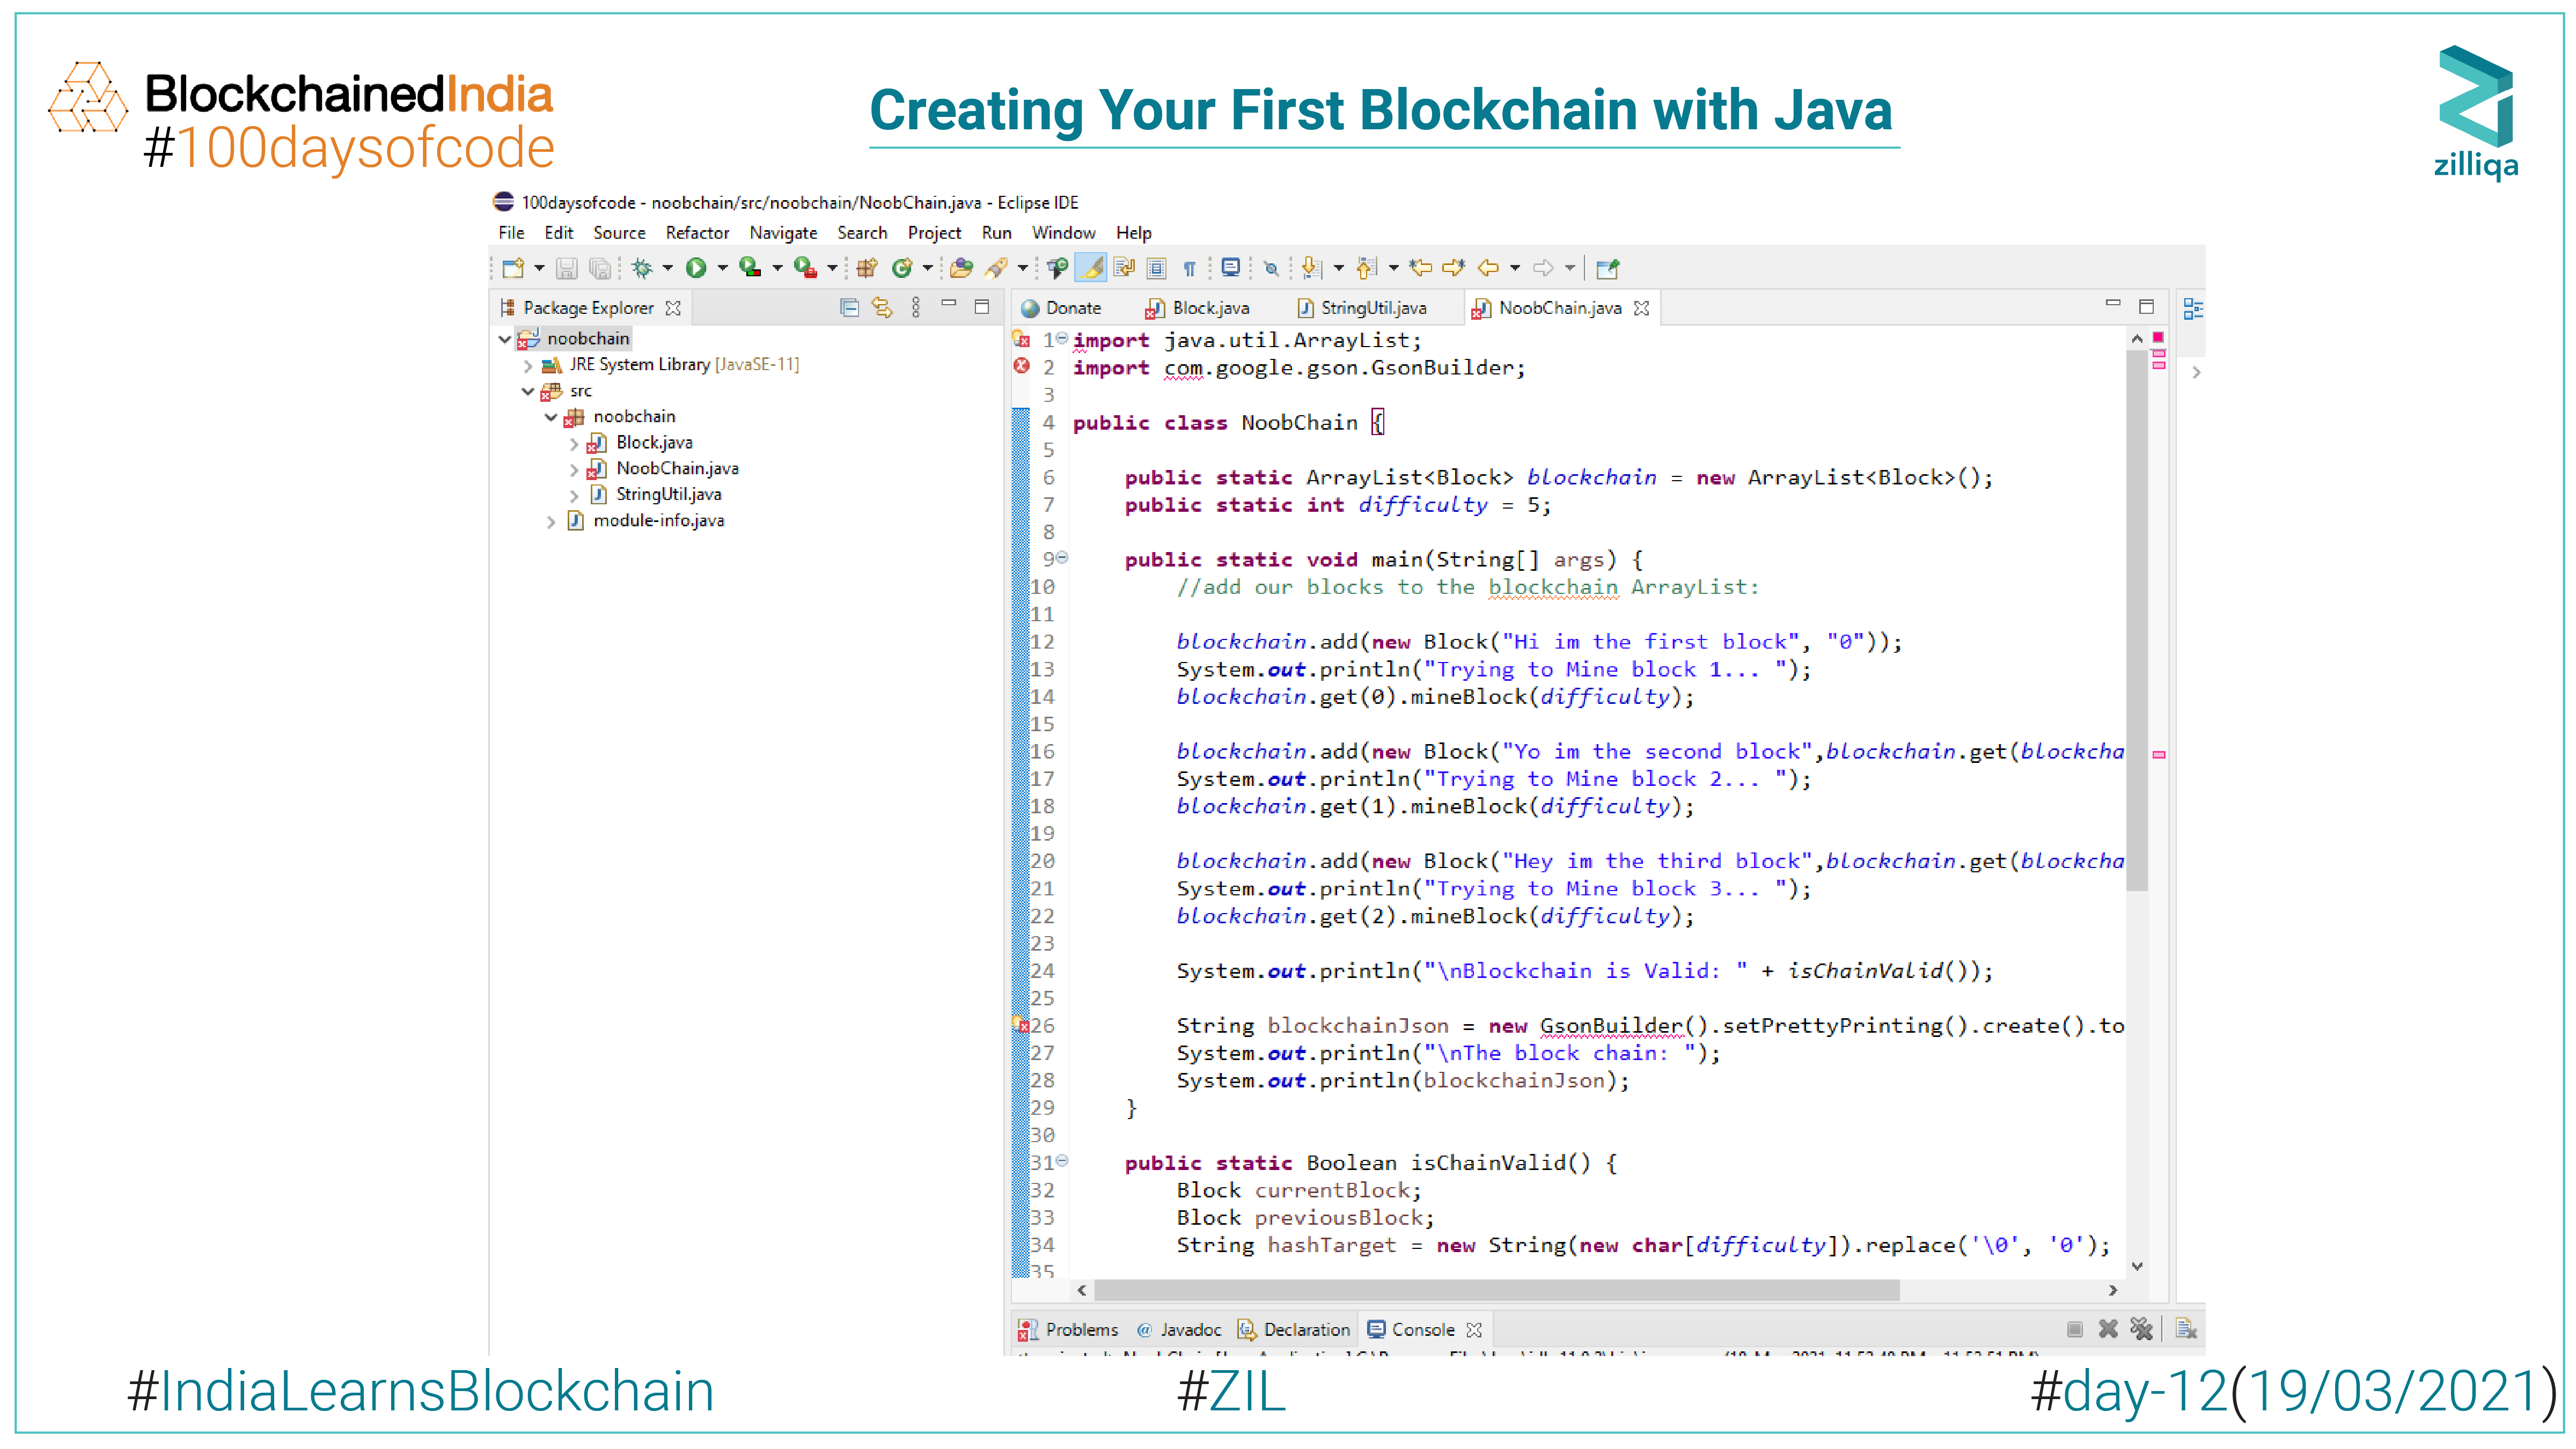 BlockchainedIndia
#100daysofcode
Creating Your First Blockchain with Java
zilliqa
100daysofcode - noobchain/src/noobchain/NoobChain.java - Eclipse IDE
File Edit Source Refactor Navigate Search Project Run Window Help
Package Explorer
noobchain
JRE System Library [JavaSE-11]
src
noobchain
Block.java
NoobChain.java
StringUtil.java
module-info.java
Donate Block.java StringUtil.java NoobChain.java
1 import java.util.ArrayList;
2 import com.google.gson.GsonBuilder;
3
4 public class NoobChain {
5
6 public static ArrayList<Block> blockchain = new ArrayList<Block>();
7 public static int difficulty = 5;
8
9 public static void main(String[] args) {
10 //add our blocks to the blockchain ArrayList:
11
12 blockchain.add(new Block("Hi im the first block", "0"));
13 System.out.println("Trying to Mine block 1... ");
14 blockchain.get(0).mineBlock(difficulty);
15
16 blockchain.add(new Block("Yo im the second block",blockchain.get(blockcha
17 System.out.println("Trying to Mine block 2... ");
18 blockchain.get(1).mineBlock(difficulty);
19
20 blockchain.add(new Block("Hey im the third block",blockchain.get(blockcha
21 System.out.println("Trying to Mine block 3... ");
22 blockchain.get(2).mineBlock(difficulty);
23
24 System.out.println("\nBlockchain is Valid: " + isChainValid());
25
26 String blockchainJson = new GsonBuilder().setPrettyPrinting().create().to
27 System.out.println("\nThe block chain: ");
28 System.out.println(blockchainJson);
29 }
30
31 public static Boolean isChainValid() {
32 Block currentBlock;
33 Block previousBlock;
34 String hashTarget = new String(new char[difficulty]).replace('\0', '0');
35
Problems @ Javadoc Declaration Console
#IndiaLearnsBlockchain
#ZIL
#day-12(19/03/2021)